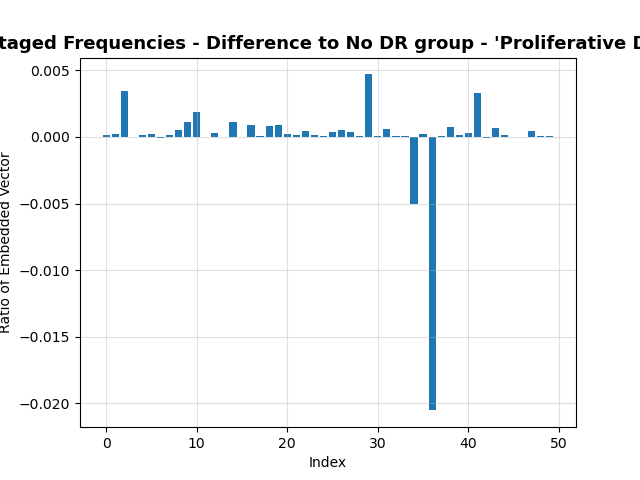 taged Frequencies - Difference to No DR group - 'Proliferative D
0.005
0.000
−0.005
−0.010
−0.015
−0.020
Ratio of Embedded Vector
0 10 20 30 40 50
Index